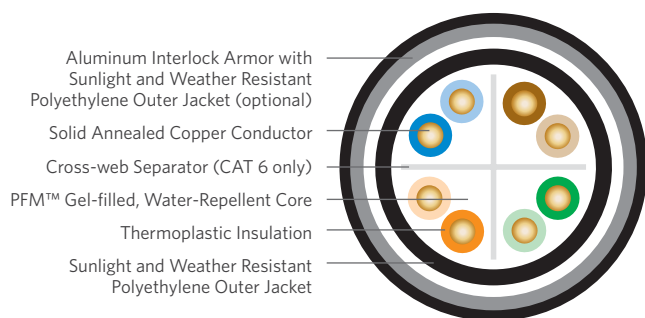 Aluminum Interlock Armor with
Sunlight and Weather Resistant
Polyethylene Outer Jacket (optional)
Solid Annealed Copper Conductor
Cross-web Separator (CAT 6 only)
PFM™ Gel-filled, Water-Repellent Core
Thermoplastic Insulation
Sunlight and Weather Resistant
Polyethylene Outer Jacket